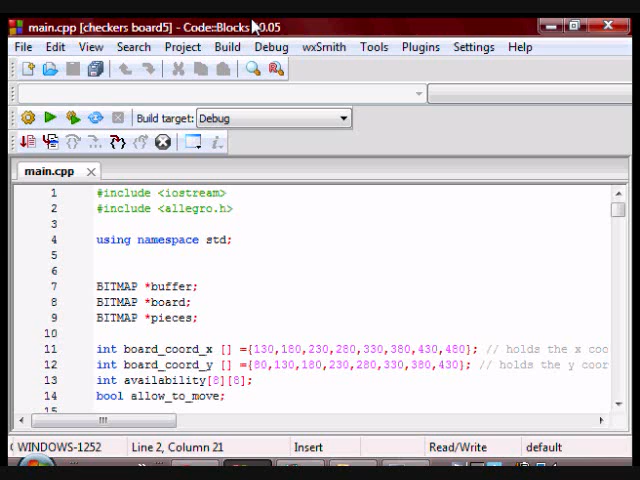 main.cpp [checkers board5] - Code::Blocks 0.05
File Edit View Search Project Build Debug wxSmith Tools Plugins Settings Help
Build target: Debug
main.cpp
1 #include <iostream>
2 #include <allegro.h>
3
4 using namespace std;
5
6
7 BITMAP *buffer;
8 BITMAP *board;
9 BITMAP *pieces;
10
11 int board_coord_x [] ={130,180,230,280,330,380,430,480}; // holds the x coo
12 int board_coord_y [] ={80,130,180,230,280,330,380,430}; // holds the y coor
13 int availability[8][8];
14 bool allow_to_move;
15
WINDOWS-1252 Line 2, Column 21 Insert Read/Write default